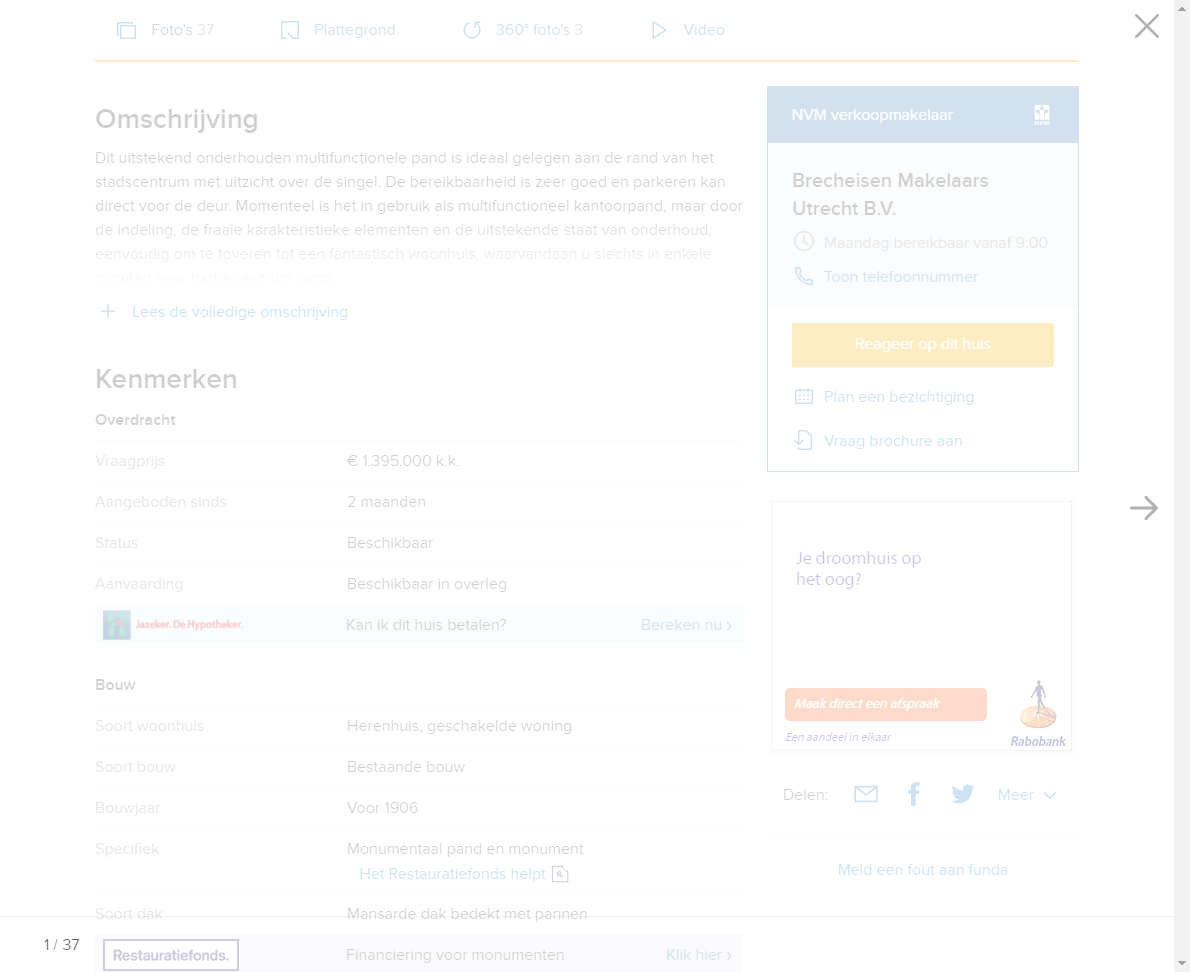 Foto's 37
Plattegrond
360° foto's 3
Video
Omschrijving
Dit uitstekend onderhouden multifunctionele pand is ideaal gelegen aan de rand van het
stadscentrum met uitzicht over de singel. De bereikbaarheid is zeer goed en parkeren kan
direct voor de deur. Momenteel is het in gebruik als multifunctioneel kantoorpand, maar door
de indeling, de fraaie karakteristieke elementen en de uitstekende staat van onderhoud,
eenvoudig om te toveren tot een fantastisch woonhuis, waarvandaan u slechts in enkele
minuten naar hartje centrum loopt.
Lees de volledige omschrijving
Kenmerken
Overdracht
Vraagprijs € 1.395.000 k.k.
Aangeboden sinds 2 maanden
Status Beschikbaar
Aanvaarding Beschikbaar in overleg
Jazeker. De Hypotheker. Kan ik dit huis betalen? Bereken nu ›
Bouw
Soort woonhuis Herenhuis, geschakelde woning
Soort bouw Bestaande bouw
Bouwjaar Voor 1906
Specifiek Monumentaal pand en monument
Het Restauratiefonds helpt R.
Soort dak Mansarde dak bedekt met pannen
Restauratiefonds. Financiering voor monumenten Klik hier ›
1 / 37
NVM verkoopmakelaar NVM
Brecheisen Makelaars
Utrecht B.V.
Maandag bereikbaar vanaf 9:00
Toon telefoonnummer
Reageer op dit huis
Plan een bezichtiging
Vraag brochure aan
Je droomhuis op
het oog?
Maak direct een afspraak
Een aandeel in elkaar
Rabobank
Delen: Meer
Meld een fout aan funda